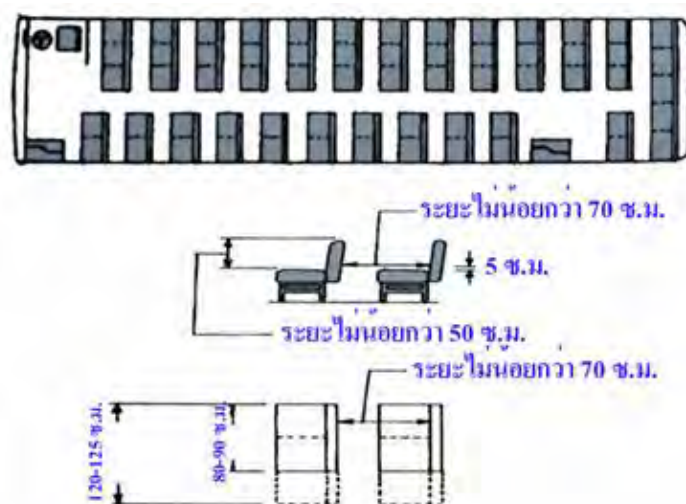 ระยะไม่น้อยกว่า 70 ซ.ม.
5 ซ.ม.
ระยะไม่น้อยกว่า 50 ซ.ม.
ระยะไม่น้อยกว่า 70 ซ.ม.
120-125 ซ.ม.
80-90 ซ.ม.